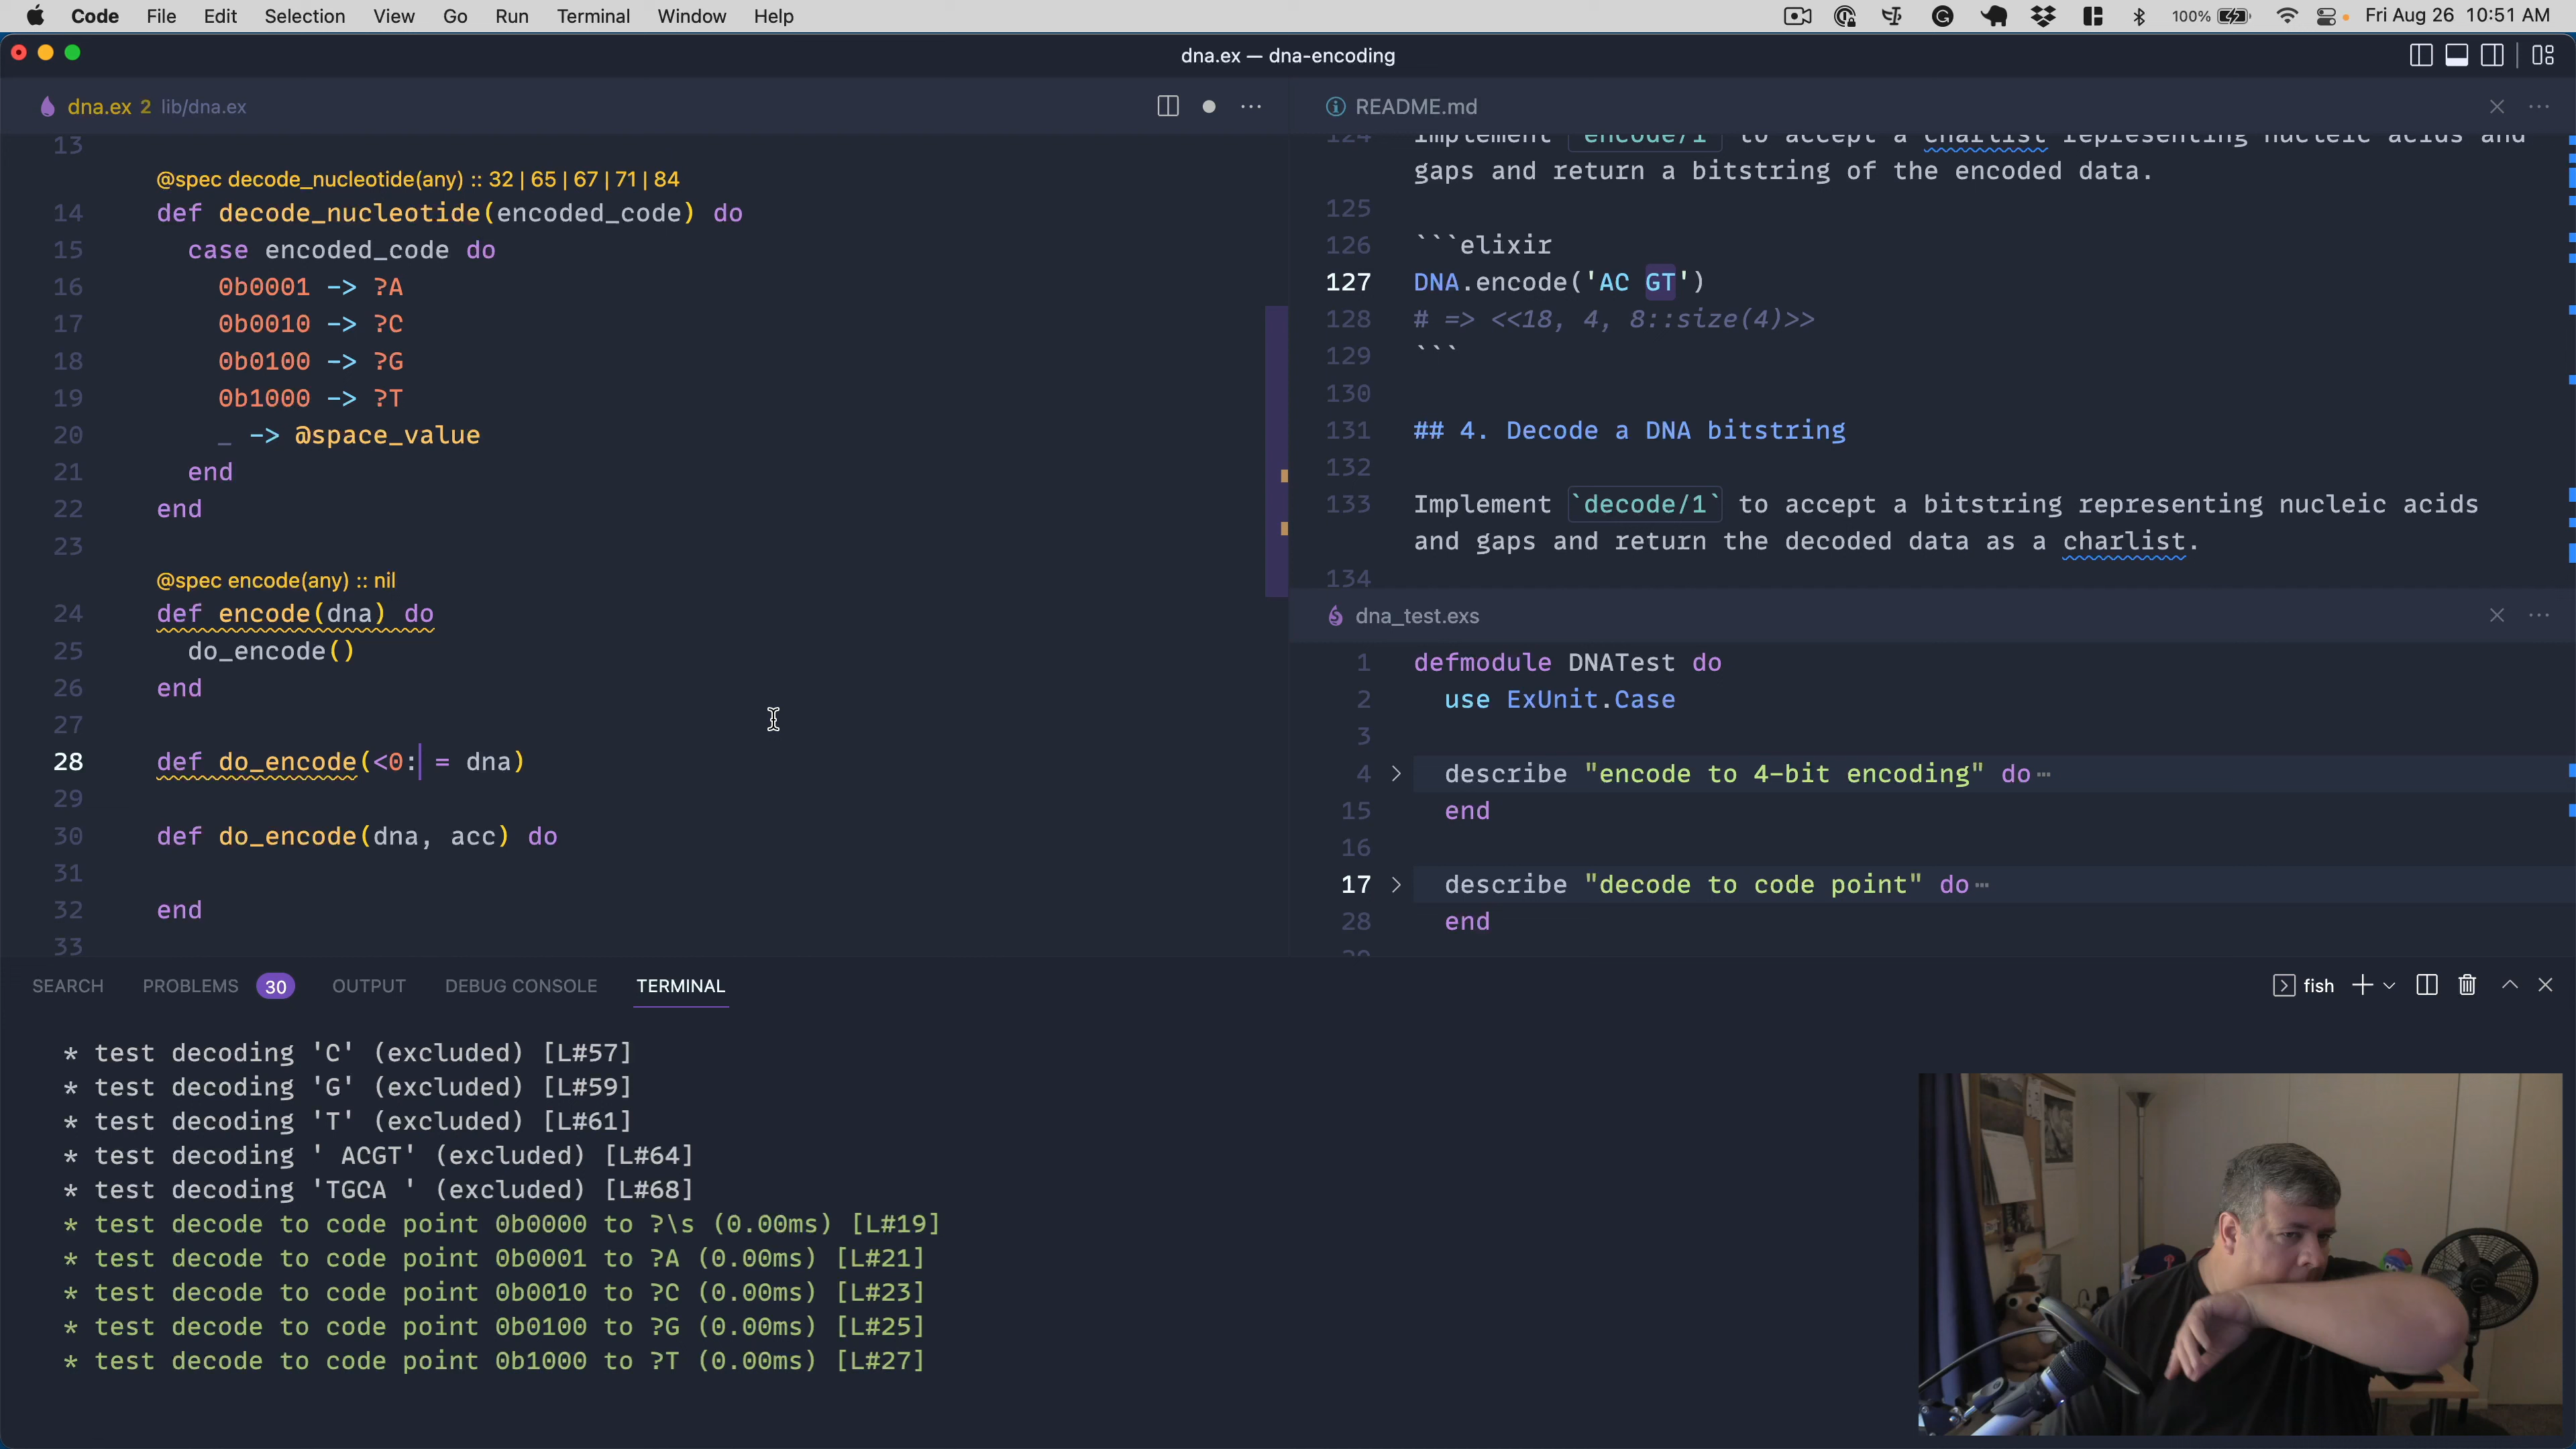 Code File Edit Selection View Go Run Terminal Window Help 100% Fri Aug 26 10:51 AM
dna.ex — dna-encoding
dna.ex 2 lib/dna.ex
13
@spec decode_nucleotide(any) :: 32 | 65 | 67 | 71 | 84
14 def decode_nucleotide(encoded_code) do
15 case encoded_code do
16 0b0001 -> ?A
17 0b0010 -> ?C
18 0b0100 -> ?G
19 0b1000 -> ?T
20 _ -> @space_value
21 end
22 end
23
@spec encode(any) :: nil
24 def encode(dna) do
25 do_encode()
26 end
27
28 def do_encode(<0: = dna)
29
30 def do_encode(dna, acc) do
31
32 end
33
README.md
124 Implement `encode/1` to accept a charlist representing nucleic acids and
gaps and return a bitstring of the encoded data.
125
126 ```elixir
127 DNA.encode('AC GT')
128 # => <<18, 4, 8::size(4)>>
129 ```
130
131 ## 4. Decode a DNA bitstring
132
133 Implement `decode/1` to accept a bitstring representing nucleic acids
and gaps and return the decoded data as a charlist.
134
dna_test.exs
1 defmodule DNATest do
2 use ExUnit.Case
3
4 describe "encode to 4-bit encoding" do
15 end
16
17 describe "decode to code point" do
28 end
SEARCH PROBLEMS 30 OUTPUT DEBUG CONSOLE TERMINAL fish
* test decoding 'C' (excluded) [L#57]
* test decoding 'G' (excluded) [L#59]
* test decoding 'T' (excluded) [L#61]
* test decoding ' ACGT' (excluded) [L#64]
* test decoding 'TGCA ' (excluded) [L#68]
* test decode to code point 0b0000 to ?\s (0.00ms) [L#19]
* test decode to code point 0b0001 to ?A (0.00ms) [L#21]
* test decode to code point 0b0010 to ?C (0.00ms) [L#23]
* test decode to code point 0b0100 to ?G (0.00ms) [L#25]
* test decode to code point 0b1000 to ?T (0.00ms) [L#27]